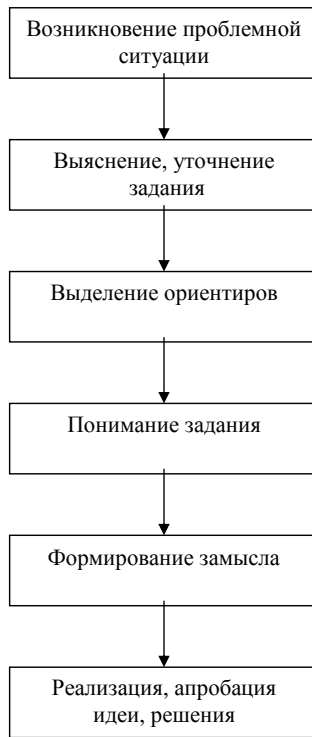 Возникновение проблемной
ситуации
Выяснение, уточнение
задания
Выделение ориентиров
Понимание задания
Формирование замысла
Реализация, апробация
идеи, решения